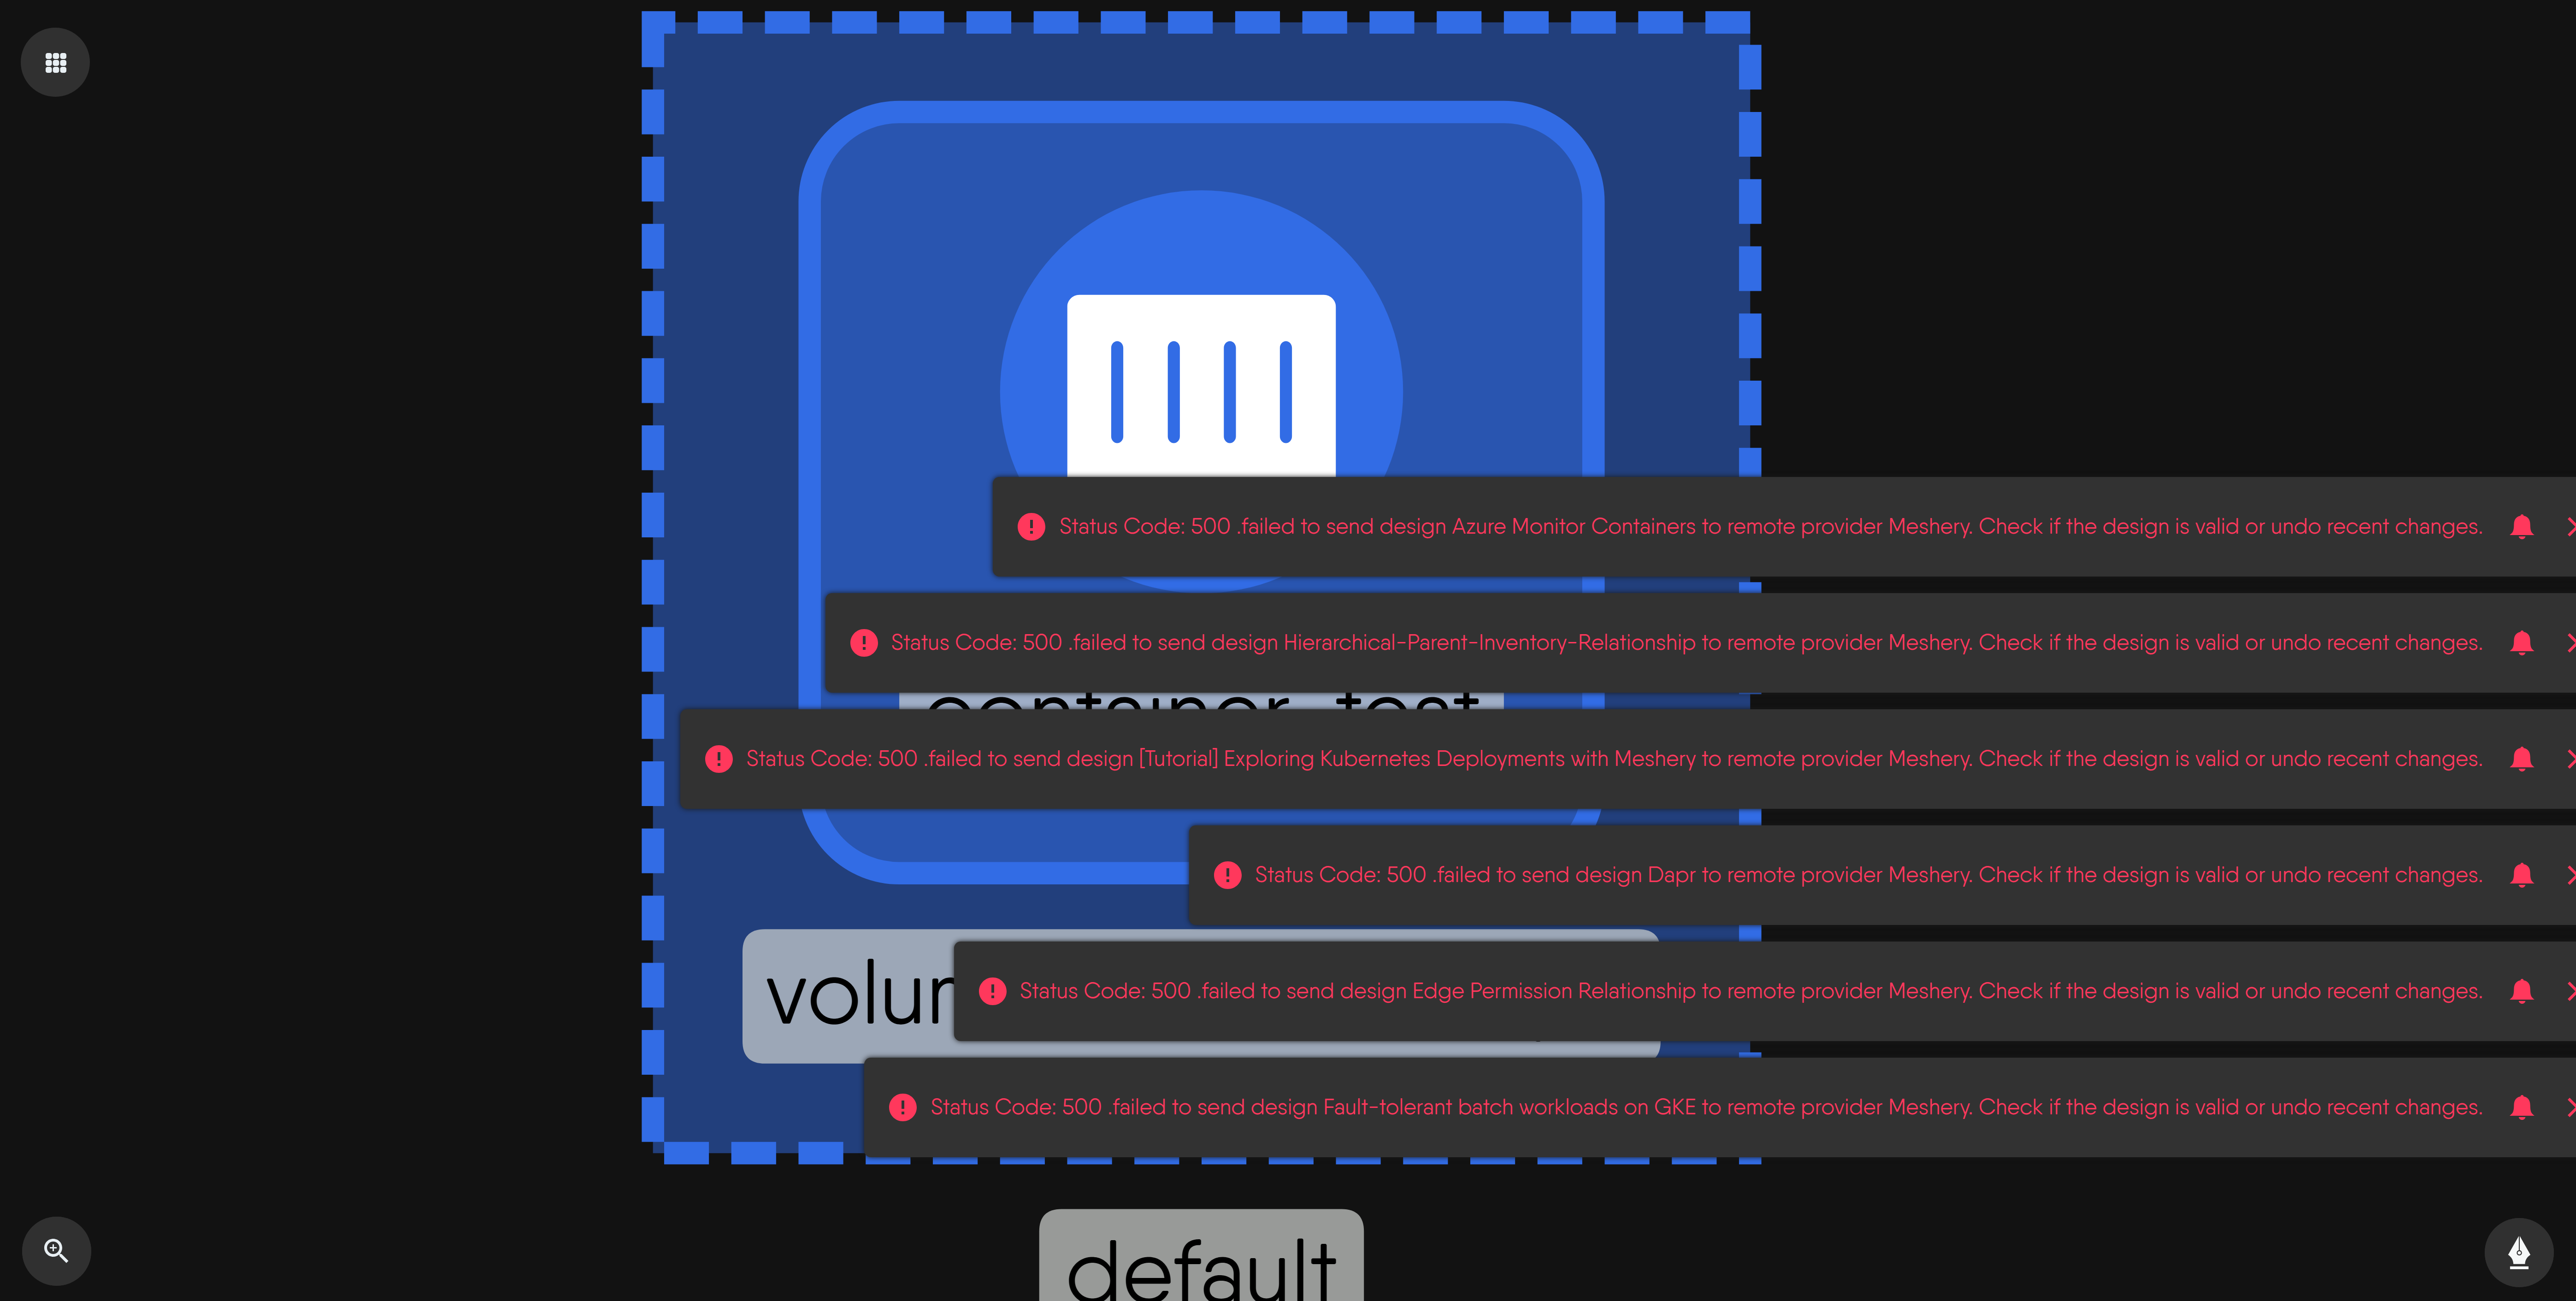 Status Code: 500 .failed to send design Azure Monitor Containers to remote provider Meshery. Check if the design is valid or undo recent changes.
Status Code: 500 .failed to send design Hierarchical-Parent-Inventory-Relationship to remote provider Meshery. Check if the design is valid or undo recent changes.
Status Code: 500 .failed to send design [Tutorial] Exploring Kubernetes Deployments with Meshery to remote provider Meshery. Check if the design is valid or undo recent changes.
Status Code: 500 .failed to send design Dapr to remote provider Meshery. Check if the design is valid or undo recent changes.
Status Code: 500 .failed to send design Edge Permission Relationship to remote provider Meshery. Check if the design is valid or undo recent changes.
Status Code: 500 .failed to send design Fault-tolerant batch workloads on GKE to remote provider Meshery. Check if the design is valid or undo recent changes.
default